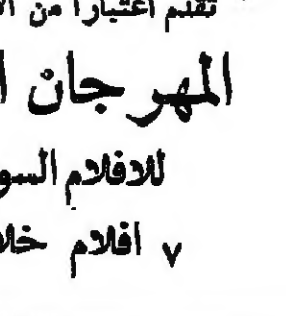 تقدم اعتبارا من
المهرجان
للافلام
٧ افلام